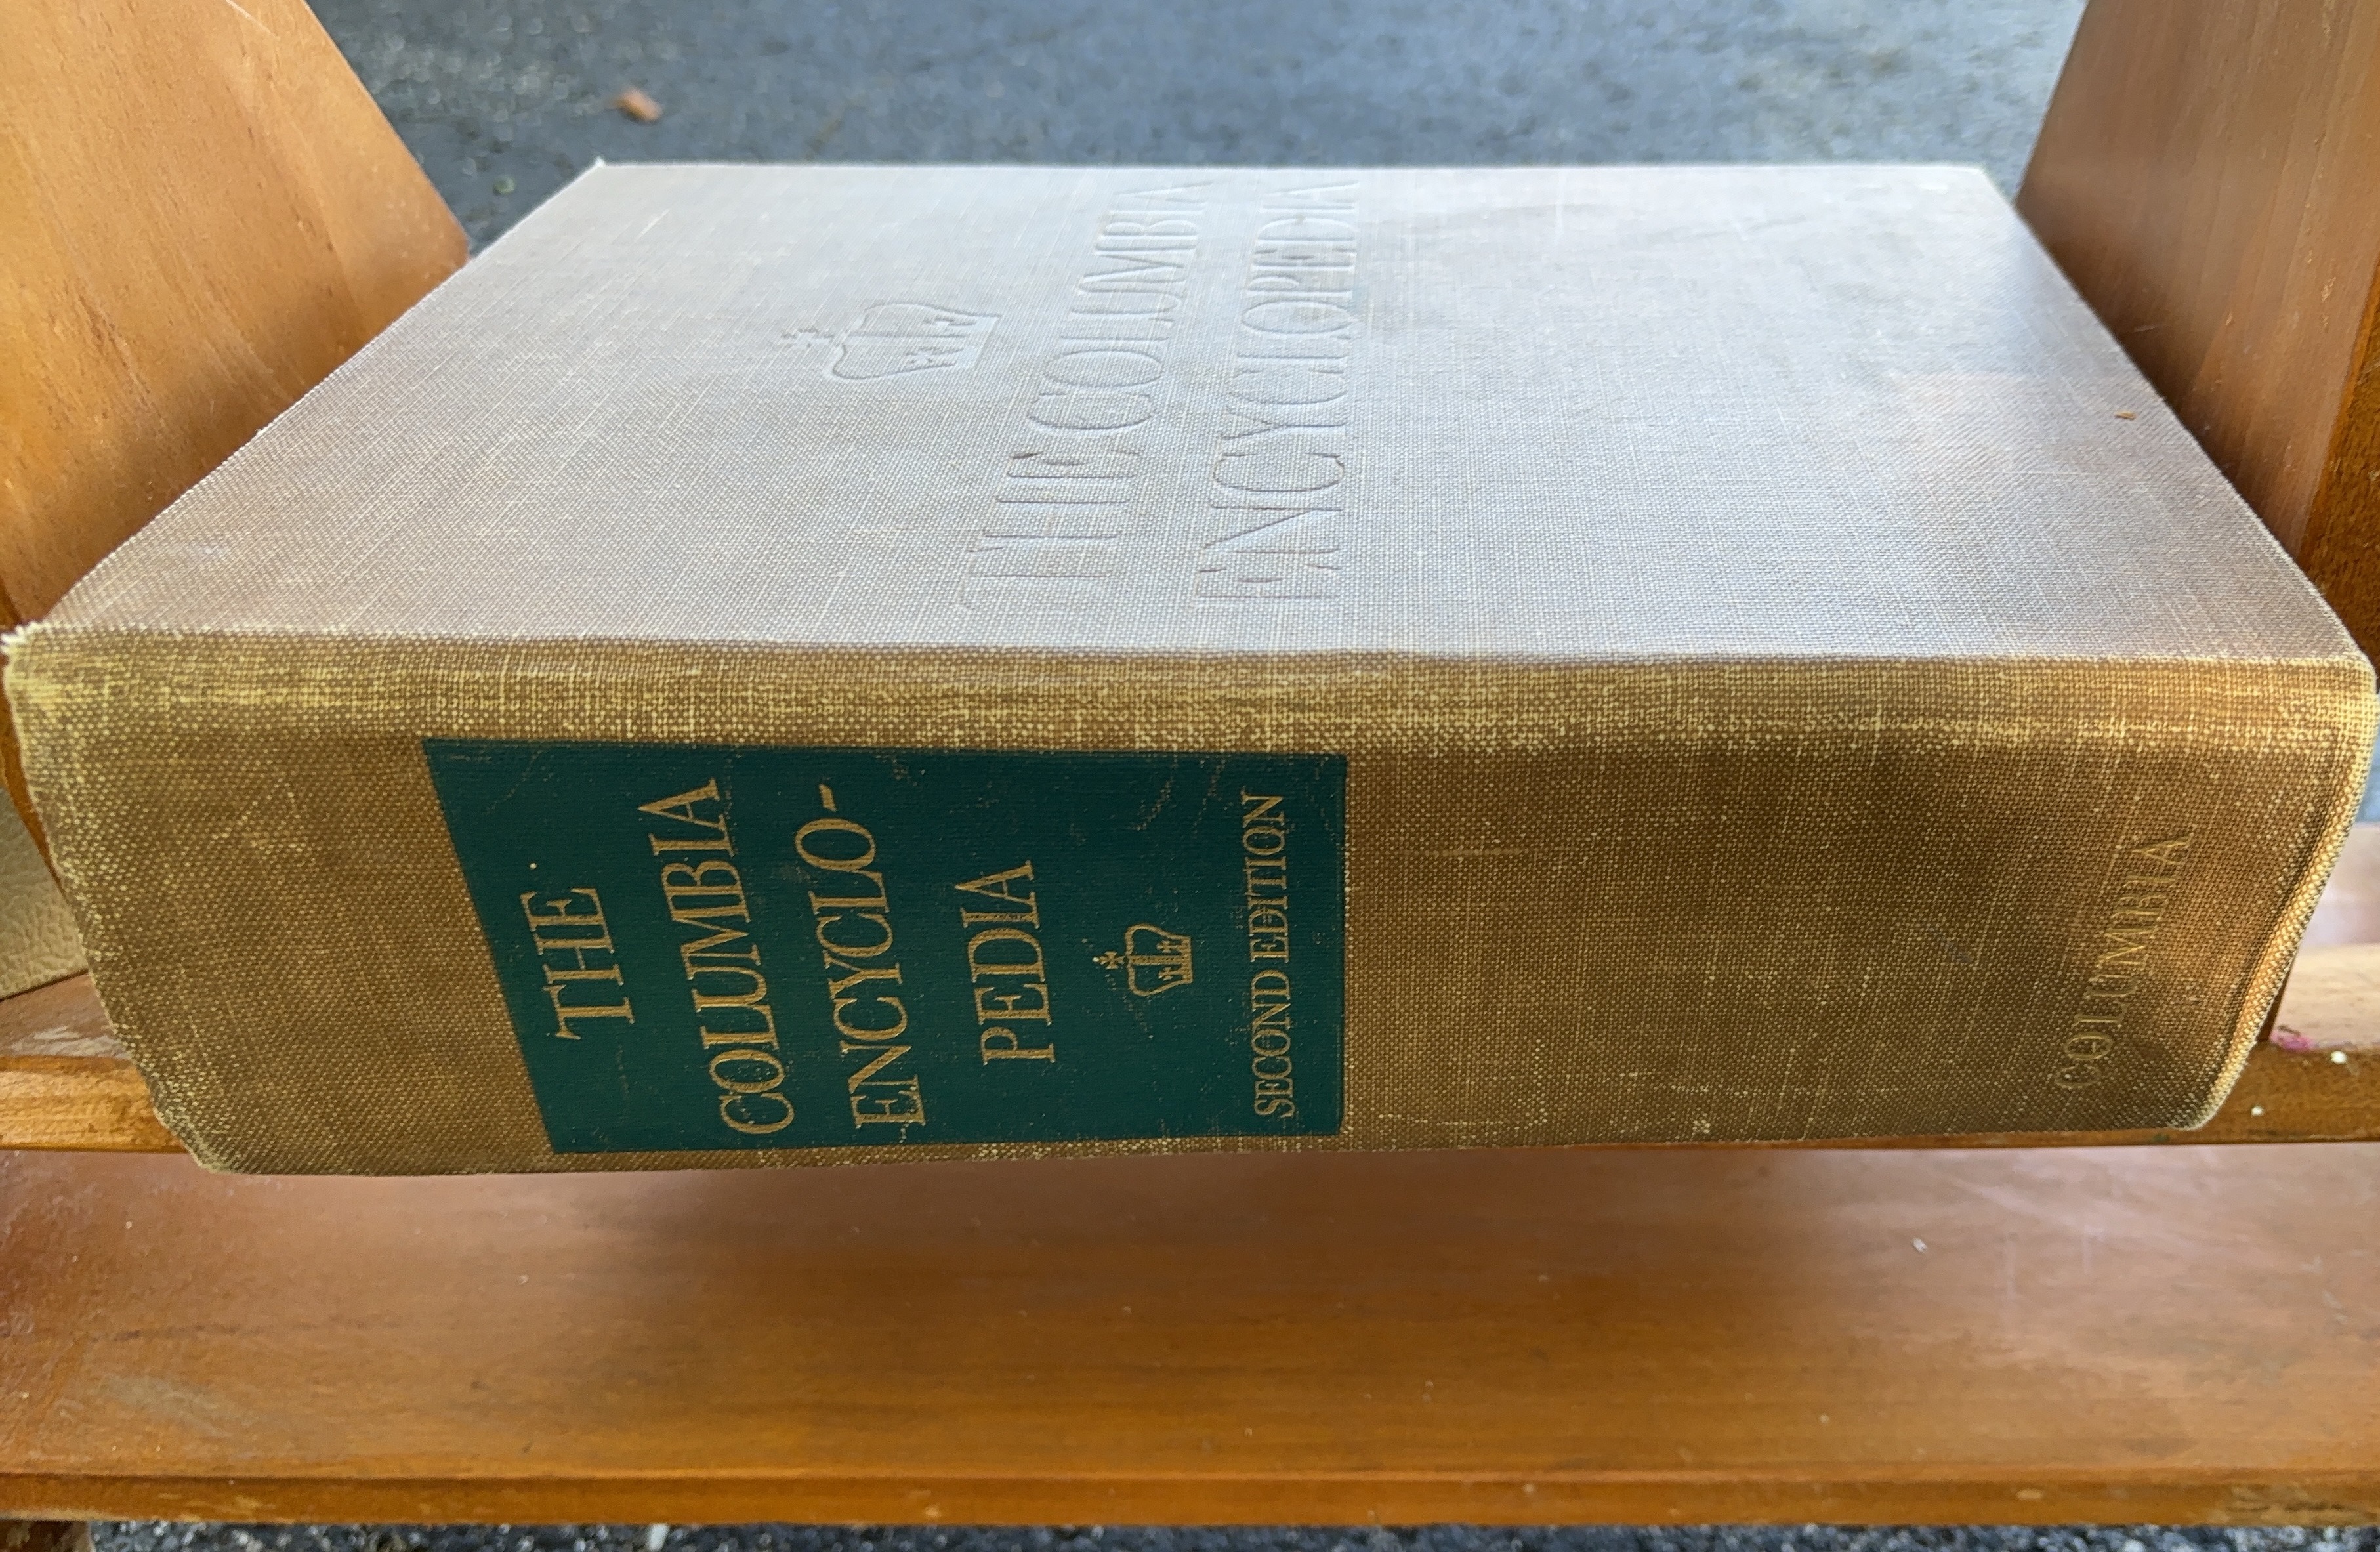 THE COLUMBIA
ENCYCLOPEDIA
THE
COLUMBIA
ENCYCLO-
PEDIA
SECOND EDITION
COLUMBIA